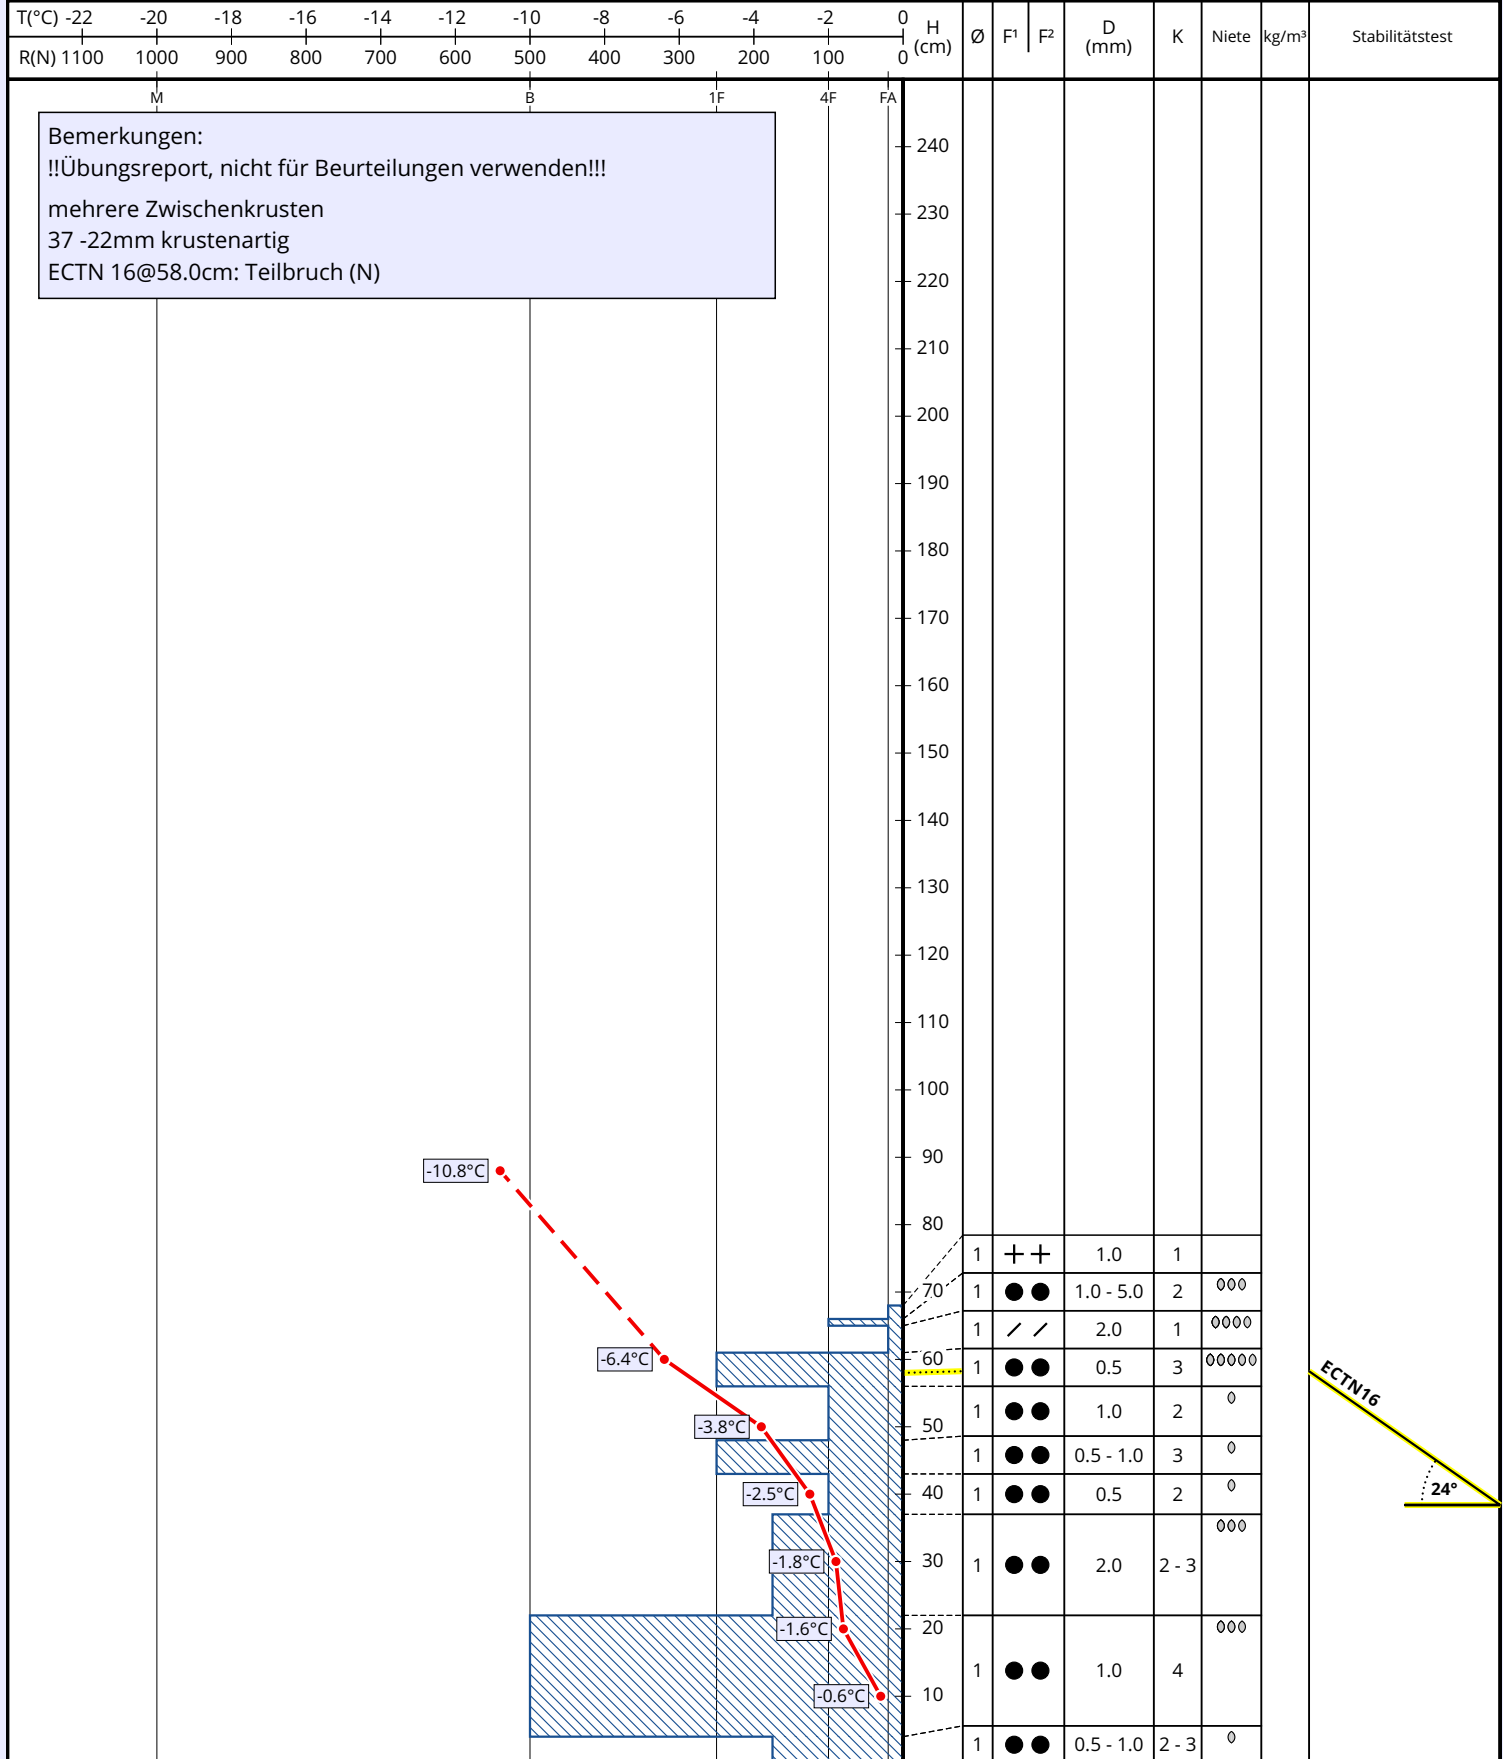 T(°C) -22 -20 -18 -16 -14 -12 -10 -8 -6 -4 -2 0
R(N) 1100 1000 900 800 700 600 500 400 300 200 100 0
H (cm) Ø F¹ F² D (mm) K Niete kg/m³ Stabilitätstest
M B 1F 4F FA
Bemerkungen:
!!Übungsreport, nicht für Beurteilungen verwenden!!!
mehrere Zwischenkrusten
37 -22mm krustenartig
ECTN 16@58.0cm: Teilbruch (N)
240
230
220
210
200
190
180
170
160
150
140
130
120
110
100
90
-10.8°C
80
1 1.0 1
70 1 1.0 - 5.0 2
1 2.0 1
-6.4°C 60 1 0.5 3
ECTN16
1 1.0 2
-3.8°C 50
1 0.5 - 1.0 3
-2.5°C 40 1 0.5 2
24°
-1.8°C 30 1 2.0 2 - 3
-1.6°C 20
1 1.0 4
-0.6°C 10
1 0.5 - 1.0 2 - 3